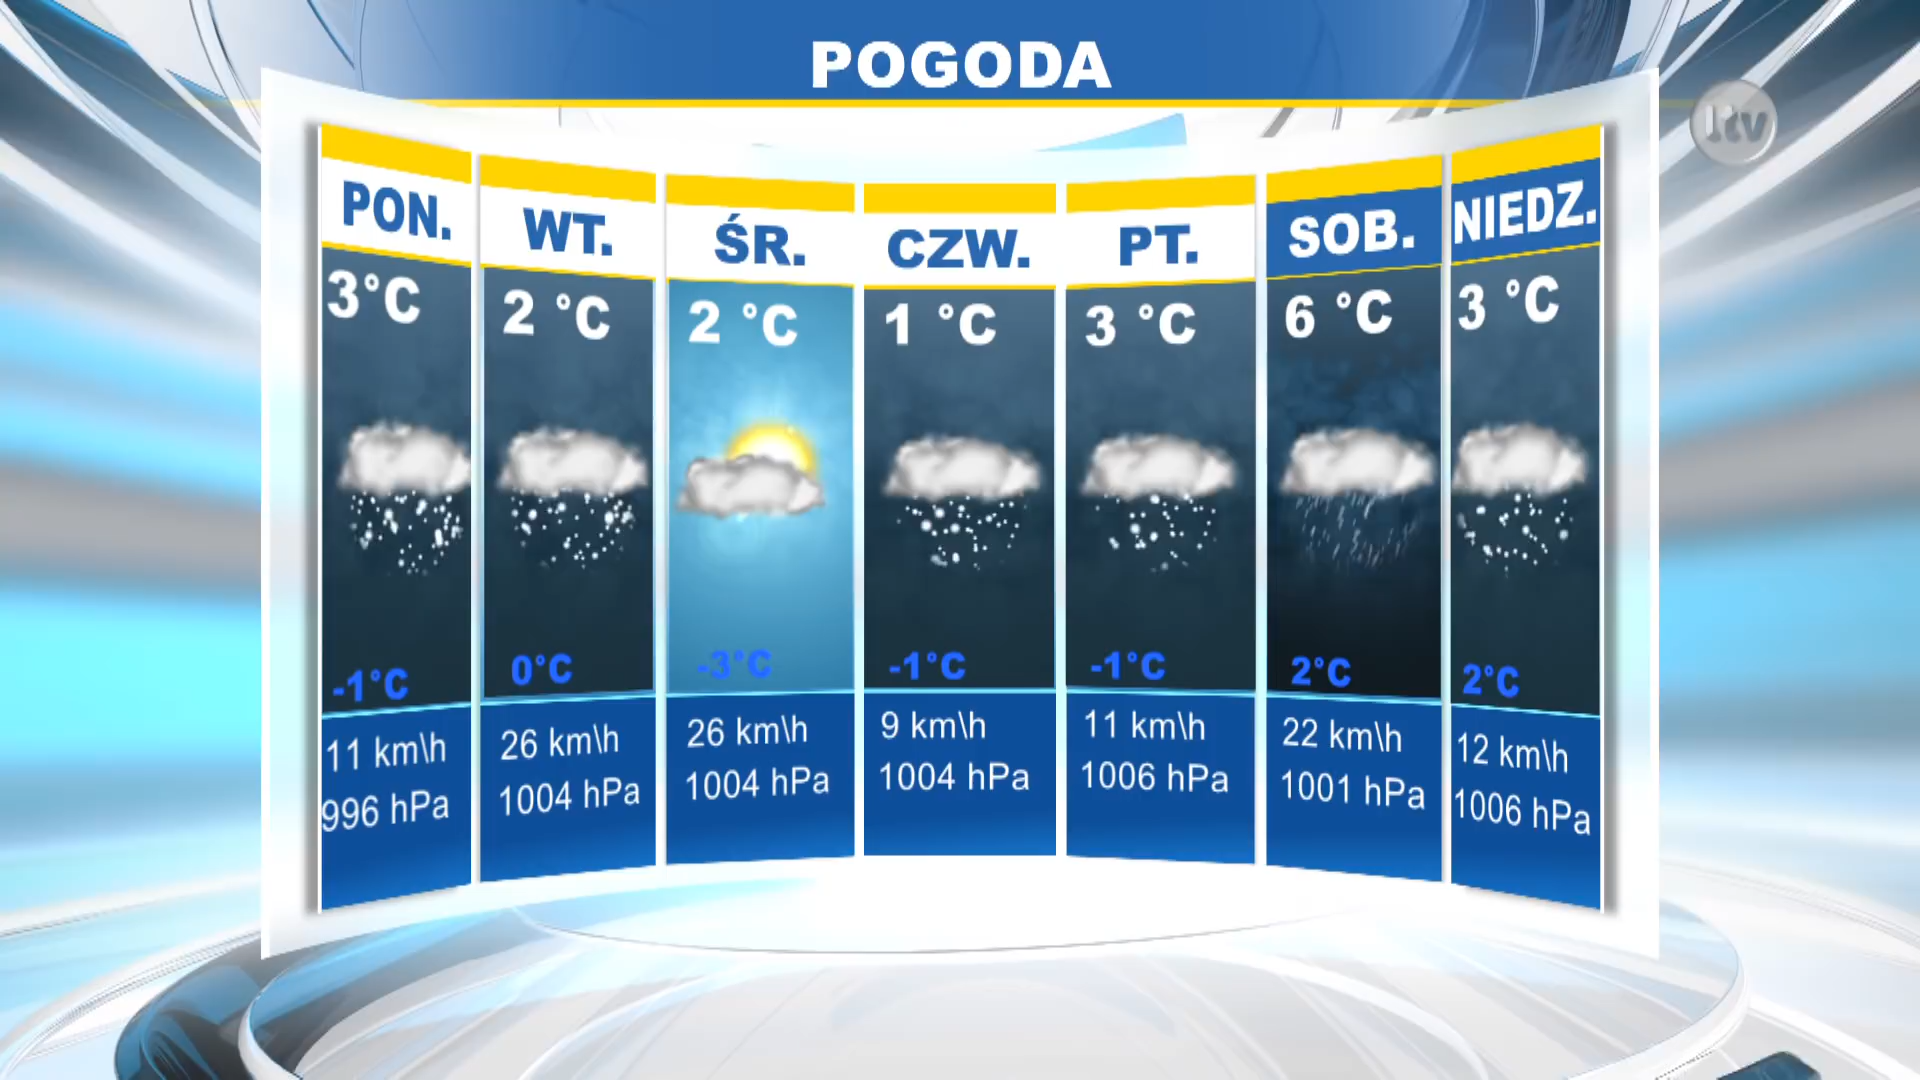 POGODA
ltv
PON.
3°C
-1°C
11 km\h
996 hPa
WT.
2 °C
0°C
26 km\h
1004 hPa
ŚR.
2 °C
-3°C
26 km\h
1004 hPa
CZW.
1 °C
-1°C
9 km\h
1004 hPa
PT.
3 °C
-1°C
11 km\h
1006 hPa
SOB.
6 °C
2°C
22 km\h
1001 hPa
NIEDZ.
3 °C
2°C
12 km\h
1006 hPa